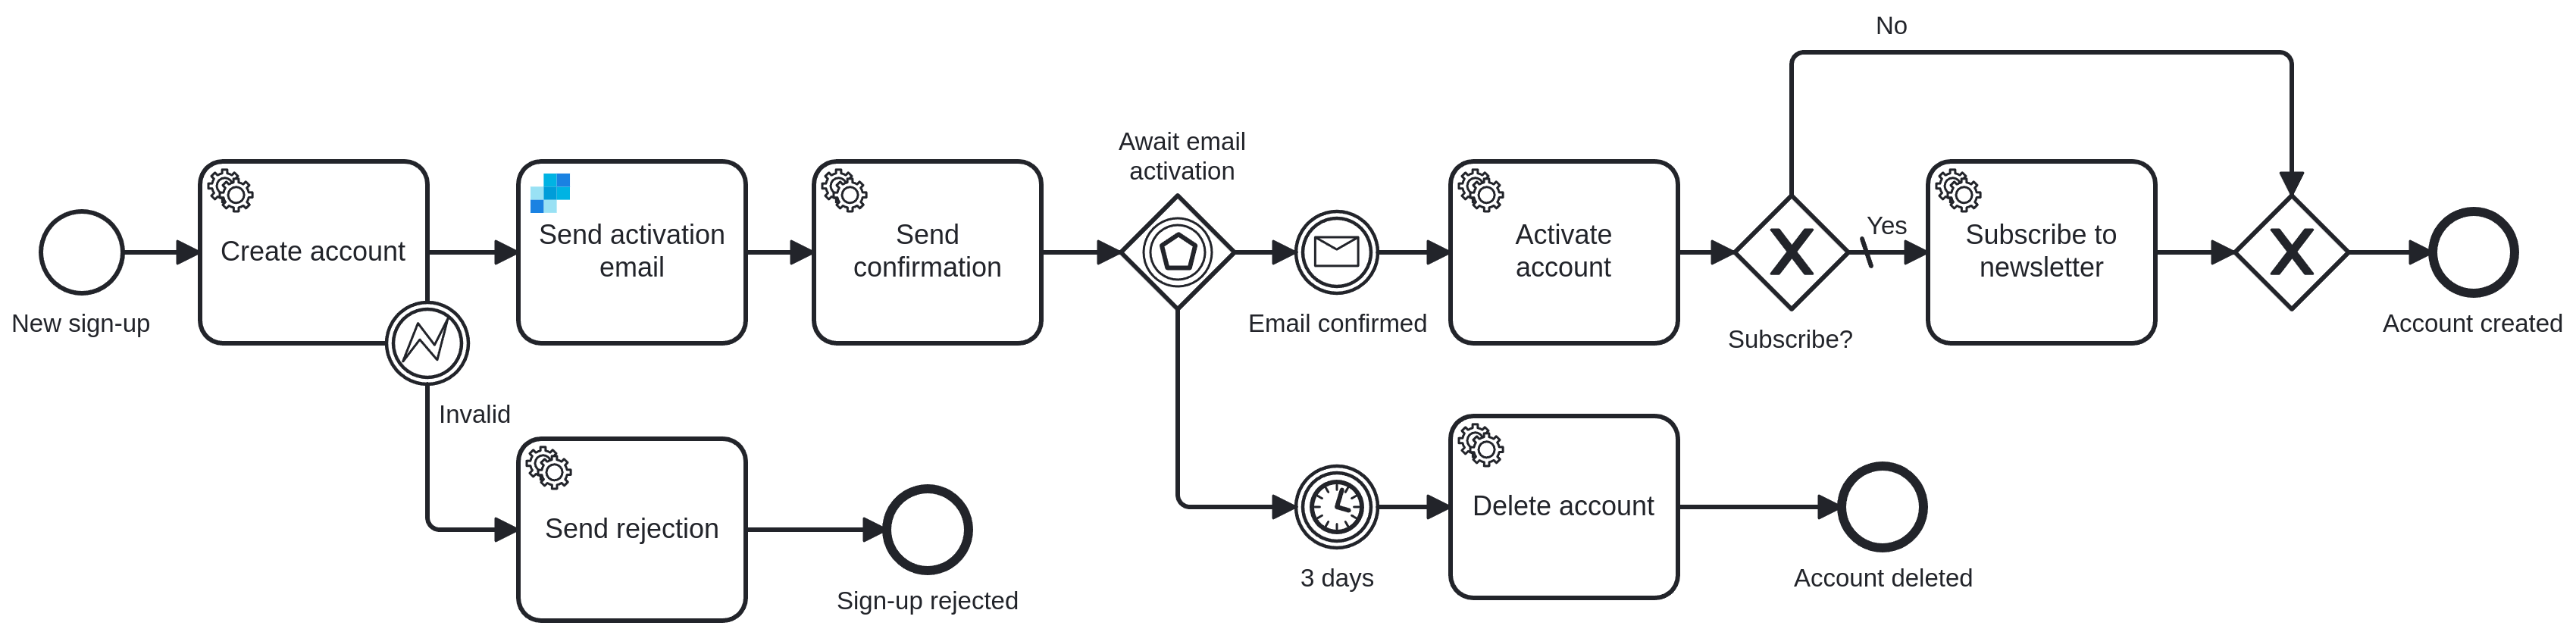 No
Await email
activation
Create account
Send activation
email
Send
confirmation
Activate
account
Yes
Subscribe to
newsletter
New sign-up
Email confirmed
Subscribe?
Account created
Invalid
Send rejection
Sign-up rejected
3 days
Delete account
Account deleted